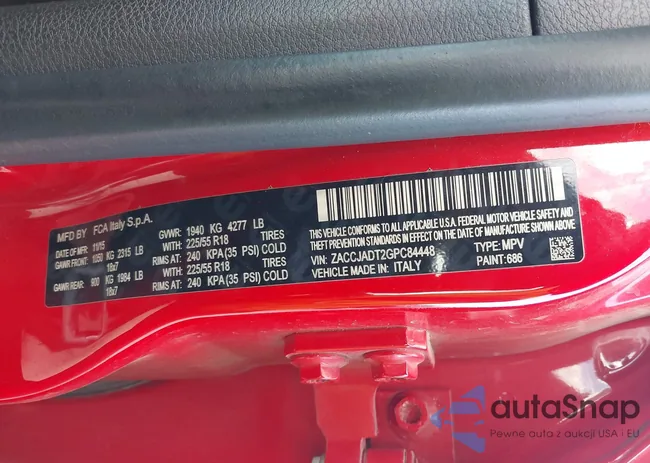 MFD BY FCA Italy S.p.A.
DATE OF MFR: 11/15 GVWR: 1940 KG 4277 LB
GAWR FRONT: 1050 KG 2315 LB WITH: 225/55 R18 TIRES
18x7 RIMS AT: 240 KPA (35 PSI) COLD
GAWR REAR: 900 KG 1984 LB WITH: 225/55 R18 TIRES
18x7 RIMS AT: 240 KPA (35 PSI) COLD
THIS VEHICLE CONFORMS TO ALL APPLICABLE U.S.A. FEDERAL MOTOR VEHICLE SAFETY AND
THEFT PREVENTION STANDARDS IN EFFECT ON THE DATE OF MANUFACTURE SHOWN ABOVE.
VIN: ZACCJADT2GPC84448 TYPE: MPV
VEHICLE MADE IN: ITALY PAINT: 686
autaSnap
Pewne auta z aukcji USA i EU